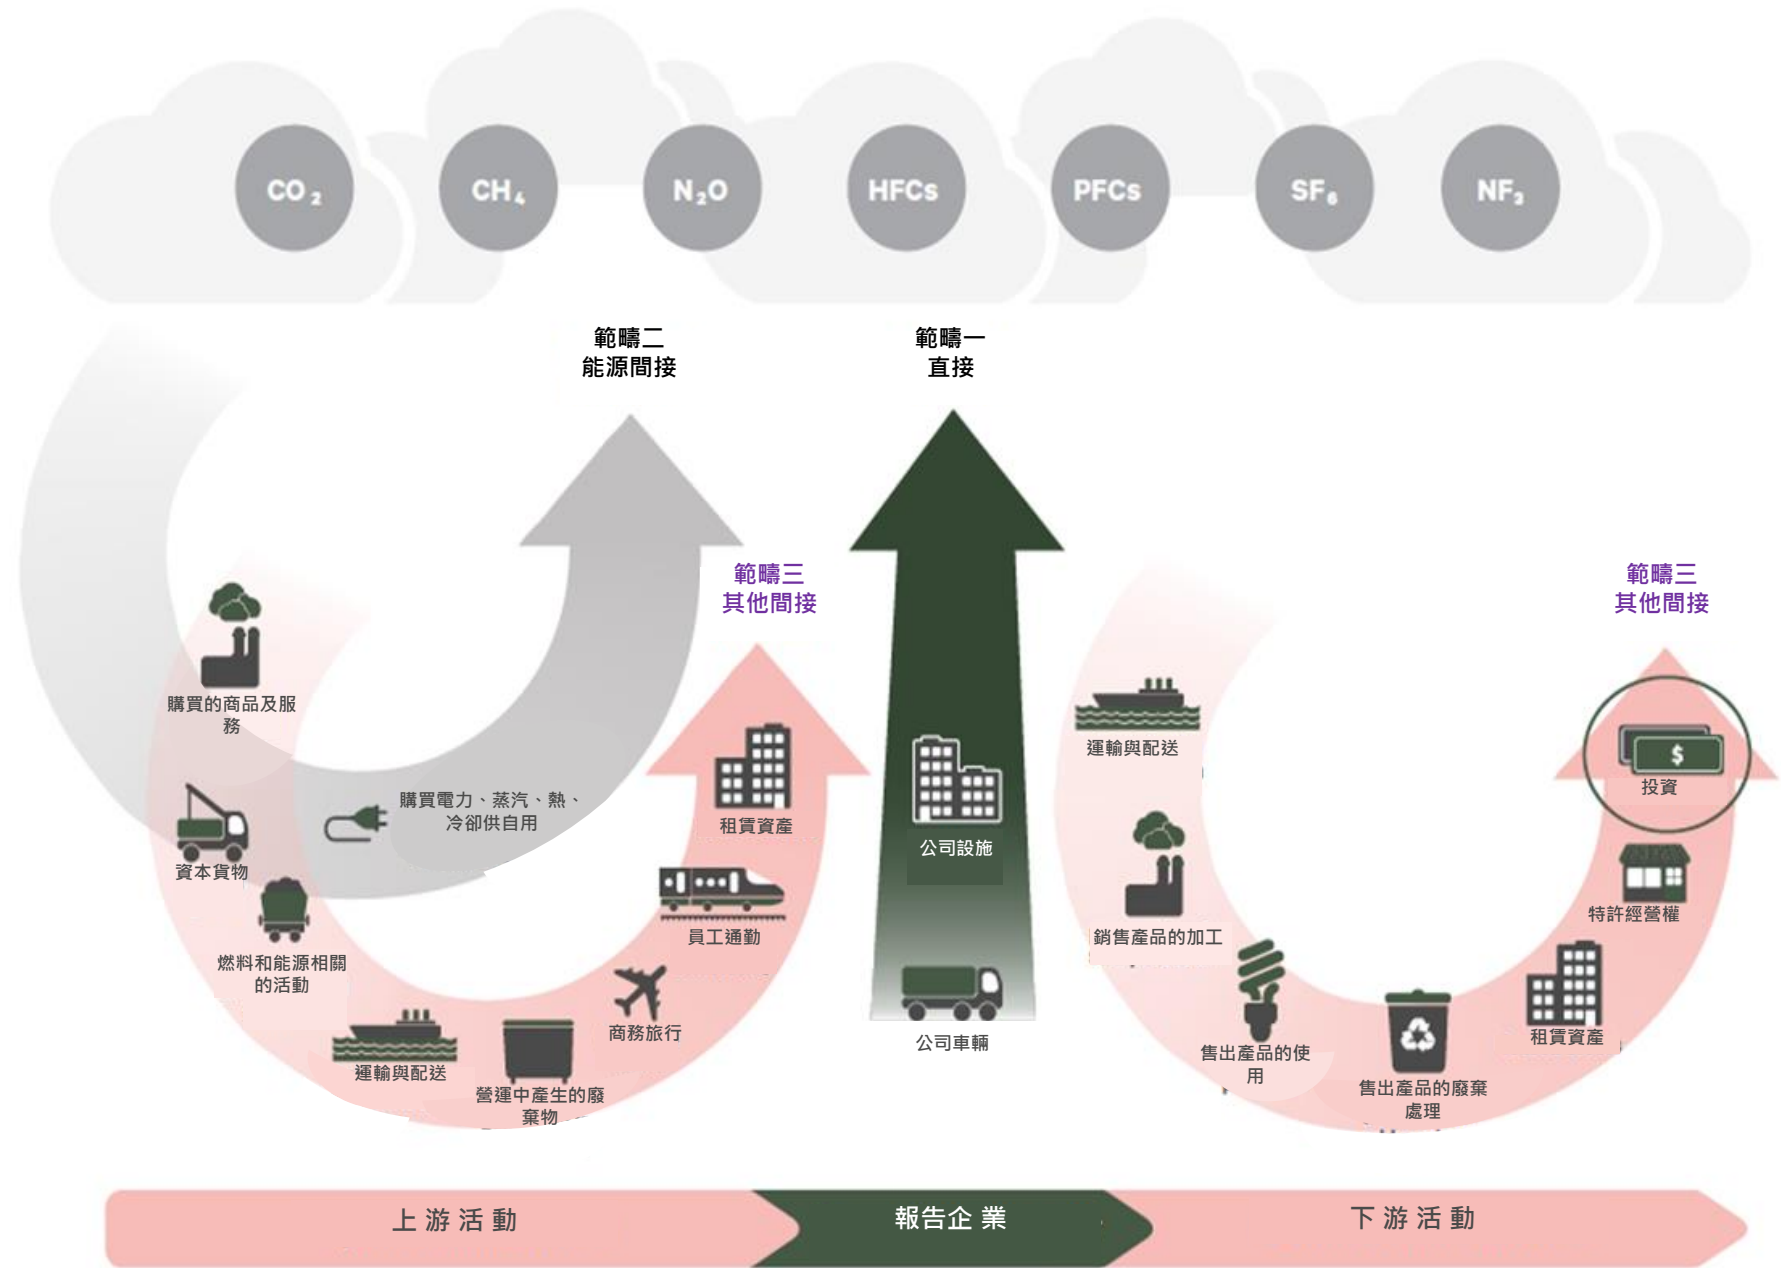 CO₂
CH₄
N₂O
HFCs
PFCs
SF₆
NF₃
範疇二
能源間接
範疇一
直接
範疇三
其他間接
範疇三
其他間接
購買的商品及服
務
資本貨物
購買電力、蒸汽、熱、
冷卻供自用
燃料和能源相關
的活動
運輸與配送
營運中產生的廢
棄物
商務旅行
員工通勤
租賃資產
公司設施
公司車輛
運輸與配送
銷售產品的加工
售出產品的使
用
售出產品的廢棄
處理
租賃資產
特許經營權
$
投資
上游活動
報告企業
下游活動